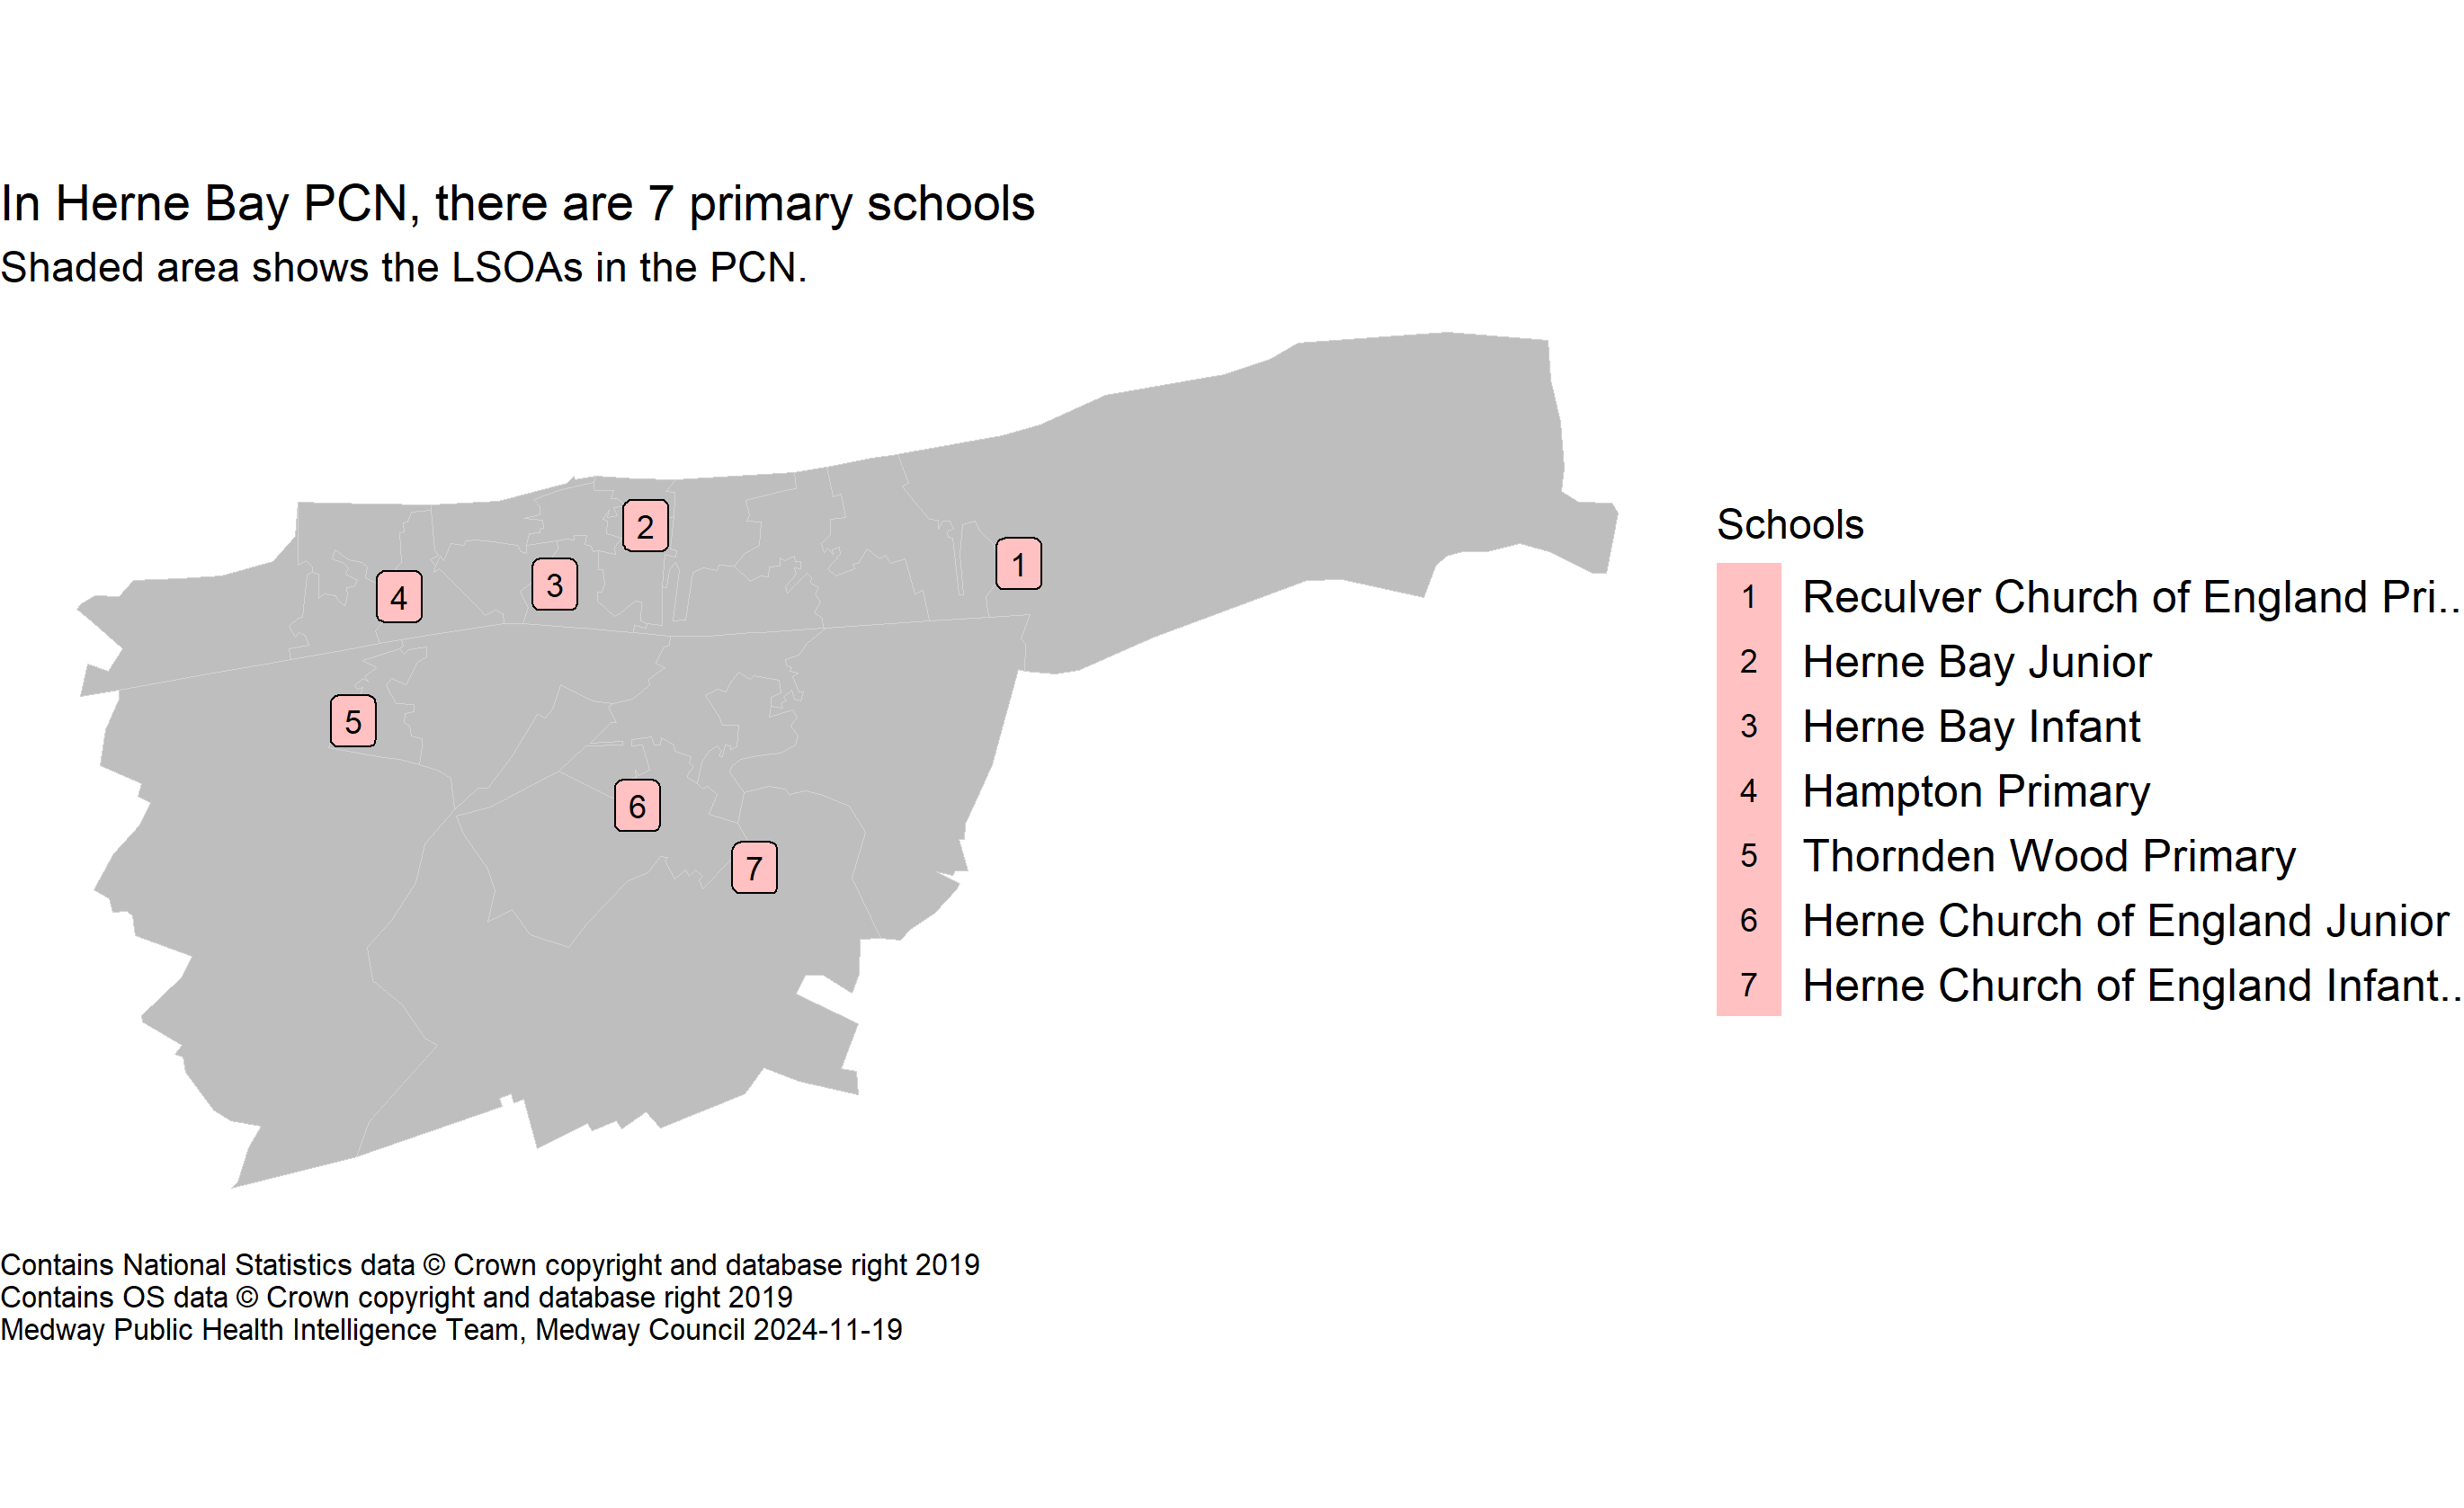 In Herne Bay PCN, there are 7 primary schools
Shaded area shows the LSOAs in the PCN.
2
1
3
4
5
6
7
Schools
1 Reculver Church of England Pri..
2 Herne Bay Junior
3 Herne Bay Infant
4 Hampton Primary
5 Thornden Wood Primary
6 Herne Church of England Junior
7 Herne Church of England Infant..
Contains National Statistics data © Crown copyright and database right 2019
Contains OS data © Crown copyright and database right 2019
Medway Public Health Intelligence Team, Medway Council 2024-11-19